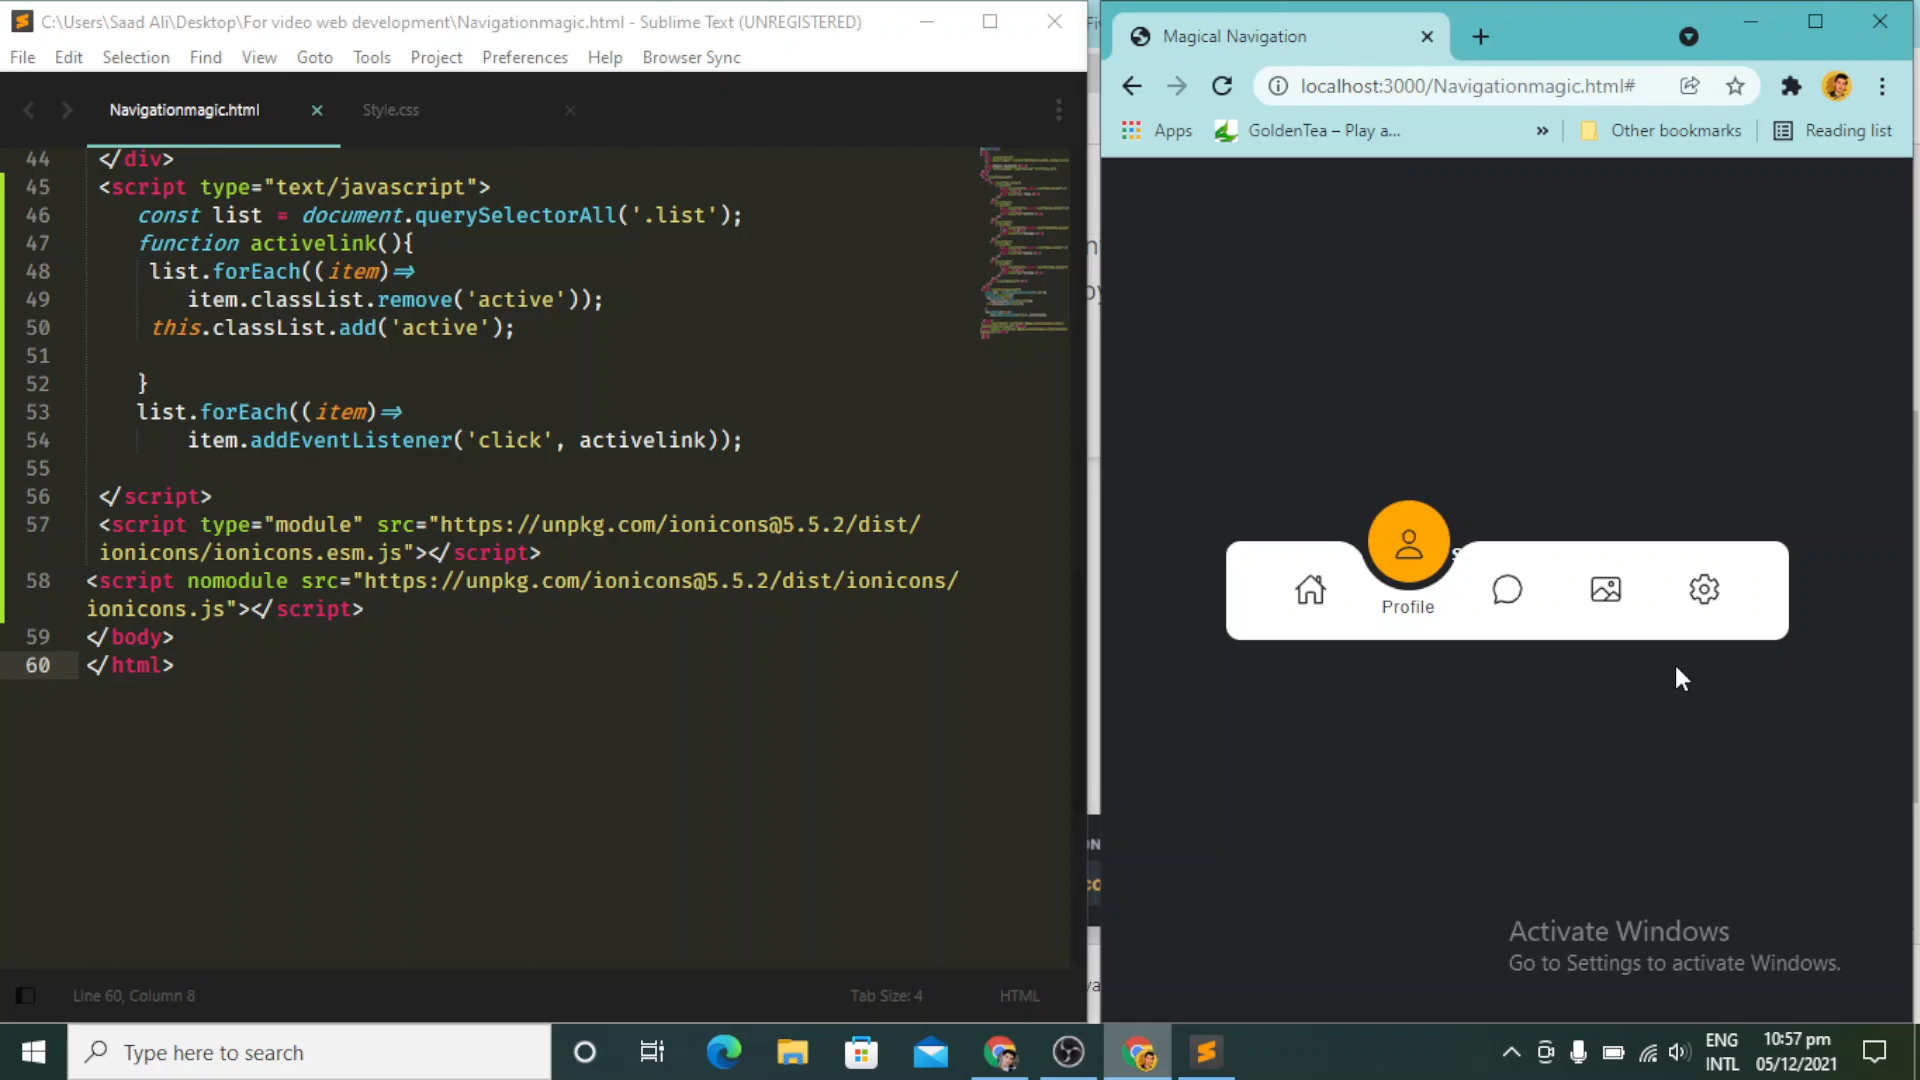 C:\Users\Saad Ali\Desktop\For video web development\Navigationmagic.html - Sublime Text (UNREGISTERED)
File Edit Selection Find View Goto Tools Project Preferences Help Browser Sync
Navigationmagic.html Style.css
44 </div>
45 <script type="text/javascript">
46 const list = document.querySelectorAll('.list');
47 function activelink(){
48 list.forEach((item)=>
49 item.classList.remove('active'));
50 this.classList.add('active');
51
52 }
53 list.forEach((item)=>
54 item.addEventListener('click', activelink));
55
56 </script>
57 <script type="module" src="https://unpkg.com/ionicons@5.5.2/dist/
ionicons/ionicons.esm.js"></script>
58 <script nomodule src="https://unpkg.com/ionicons@5.5.2/dist/ionicons/
ionicons.js"></script>
59 </body>
60 </html>
Line 60, Column 8 Tab Size: 4 HTML
Magical Navigation
localhost:3000/Navigationmagic.html#
Apps GoldenTea – Play a... » Other bookmarks Reading list
Profile
Activate Windows
Go to Settings to activate Windows.
Type here to search
ENG
INTL
10:57 pm
05/12/2021